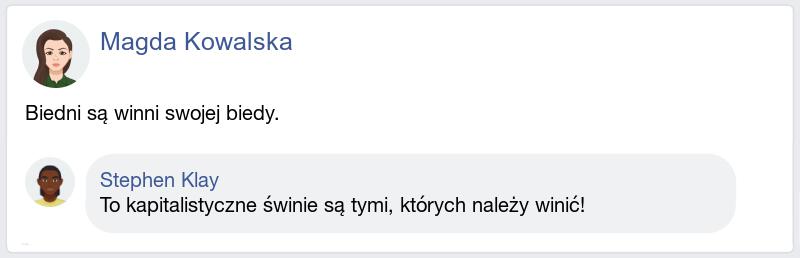 Magda Kowalska
Biedni są winni swojej biedy.
Stephen Klay
To kapitalistyczne świnie są tymi, których należy winić!